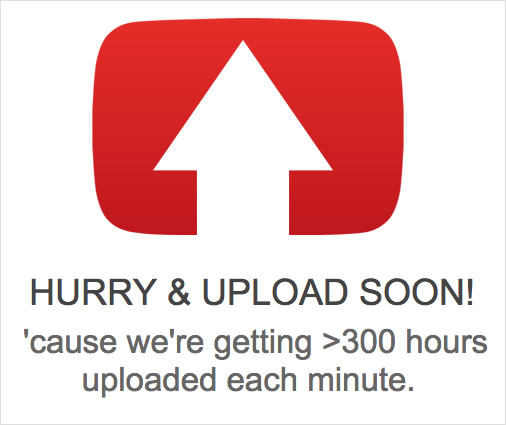 HURRY & UPLOAD SOON!
'cause we're getting >300 hours
uploaded each minute.